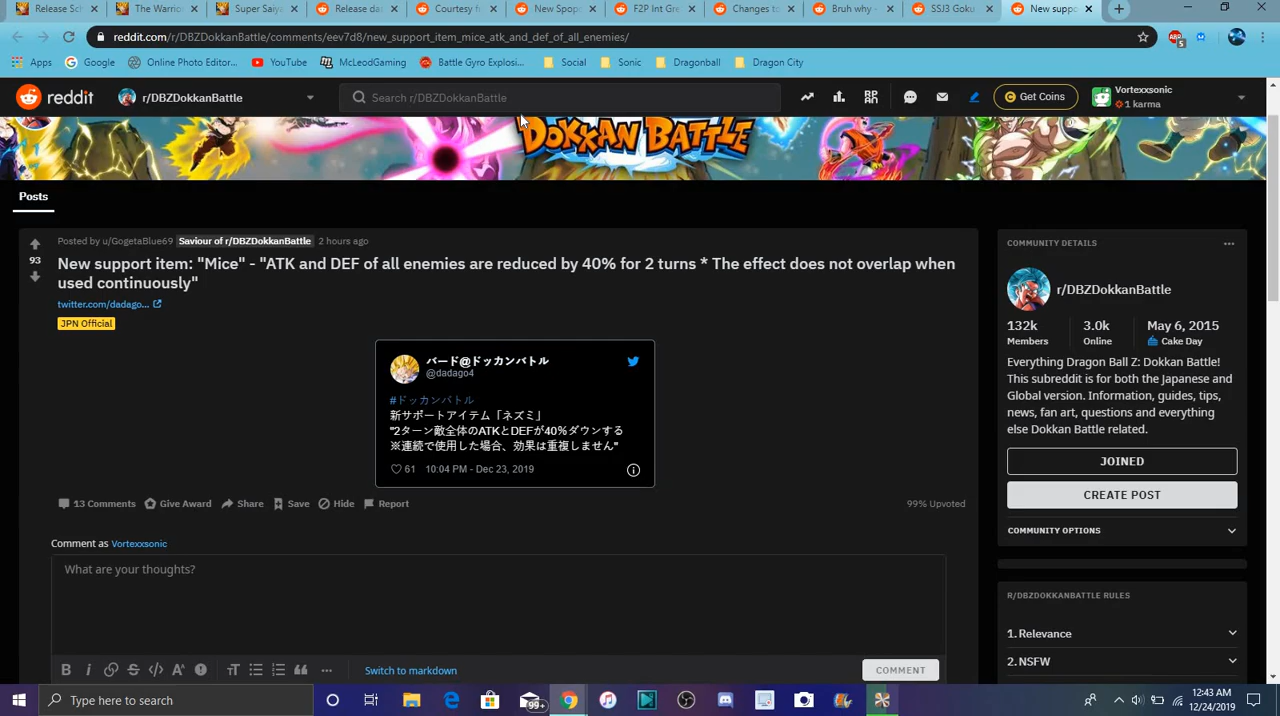 Release Sch
The Warrior
Super Saiya
Release da
Courtesy f
New Spop
F2P Int Gre
Changes to
Bruh why -
SSJ3 Goku
New suppo
reddit.com/r/DBZDokkanBattle/comments/eev7d8/new_support_item_mice_atk_and_def_of_all_enemies/
ABP
5
Apps
Google
Online Photo Editor...
YouTube
McLeodGaming
Battle Gyro Explosi...
Social
Sonic
Dragonball
Dragon City
reddit
r/DBZDokkanBattle
Search r/DBZDokkanBattle
Get Coins
Vortexxsonic
1 karma
DOKKAN BATTLE
Posts
Posted by u/GogetaBlue69 Saviour of r/DBZDokkanBattle 2 hours ago
93
New support item: "Mice" - "ATK and DEF of all enemies are reduced by 40% for 2 turns * The effect does not overlap when
used continuously"
twitter.com/dadago...
JPN Official
バード@ドッカンバトル
@dadago4
#ドッカンバトル
新サポートアイテム「ネズミ」
"2ターン敵全体のATKとDEFが40%ダウンする
※連続で使用した場合、効果は重複しません"
61 10:04 PM - Dec 23, 2019
13 Comments Give Award Share Save Hide Report
99% Upvoted
Comment as Vortexxsonic
What are your thoughts?
Switch to markdown
COMMENT
COMMUNITY DETAILS
r/DBZDokkanBattle
132k
Members
3.0k
Online
May 6, 2015
Cake Day
Everything Dragon Ball Z: Dokkan Battle!
This subreddit is for both the Japanese and
Global version. Information, guides, tips,
news, fan art, questions and everything
else Dokkan Battle related.
JOINED
CREATE POST
COMMUNITY OPTIONS
R/DBZDOKKANBATTLE RULES
1. Relevance
2. NSFW
Type here to search
99+
12:43 AM
12/24/2019